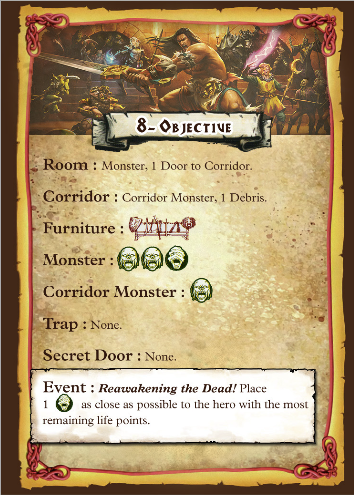 8- Objective
Room : Monster, 1 Door to Corridor.
Corridor : Corridor Monster, 1 Debris.
Furniture :
Monster :
Corridor Monster :
Trap : None.
Secret Door : None.
Event : Reawakening the Dead! Place
1 as close as possible to the hero with the most
remaining life points.